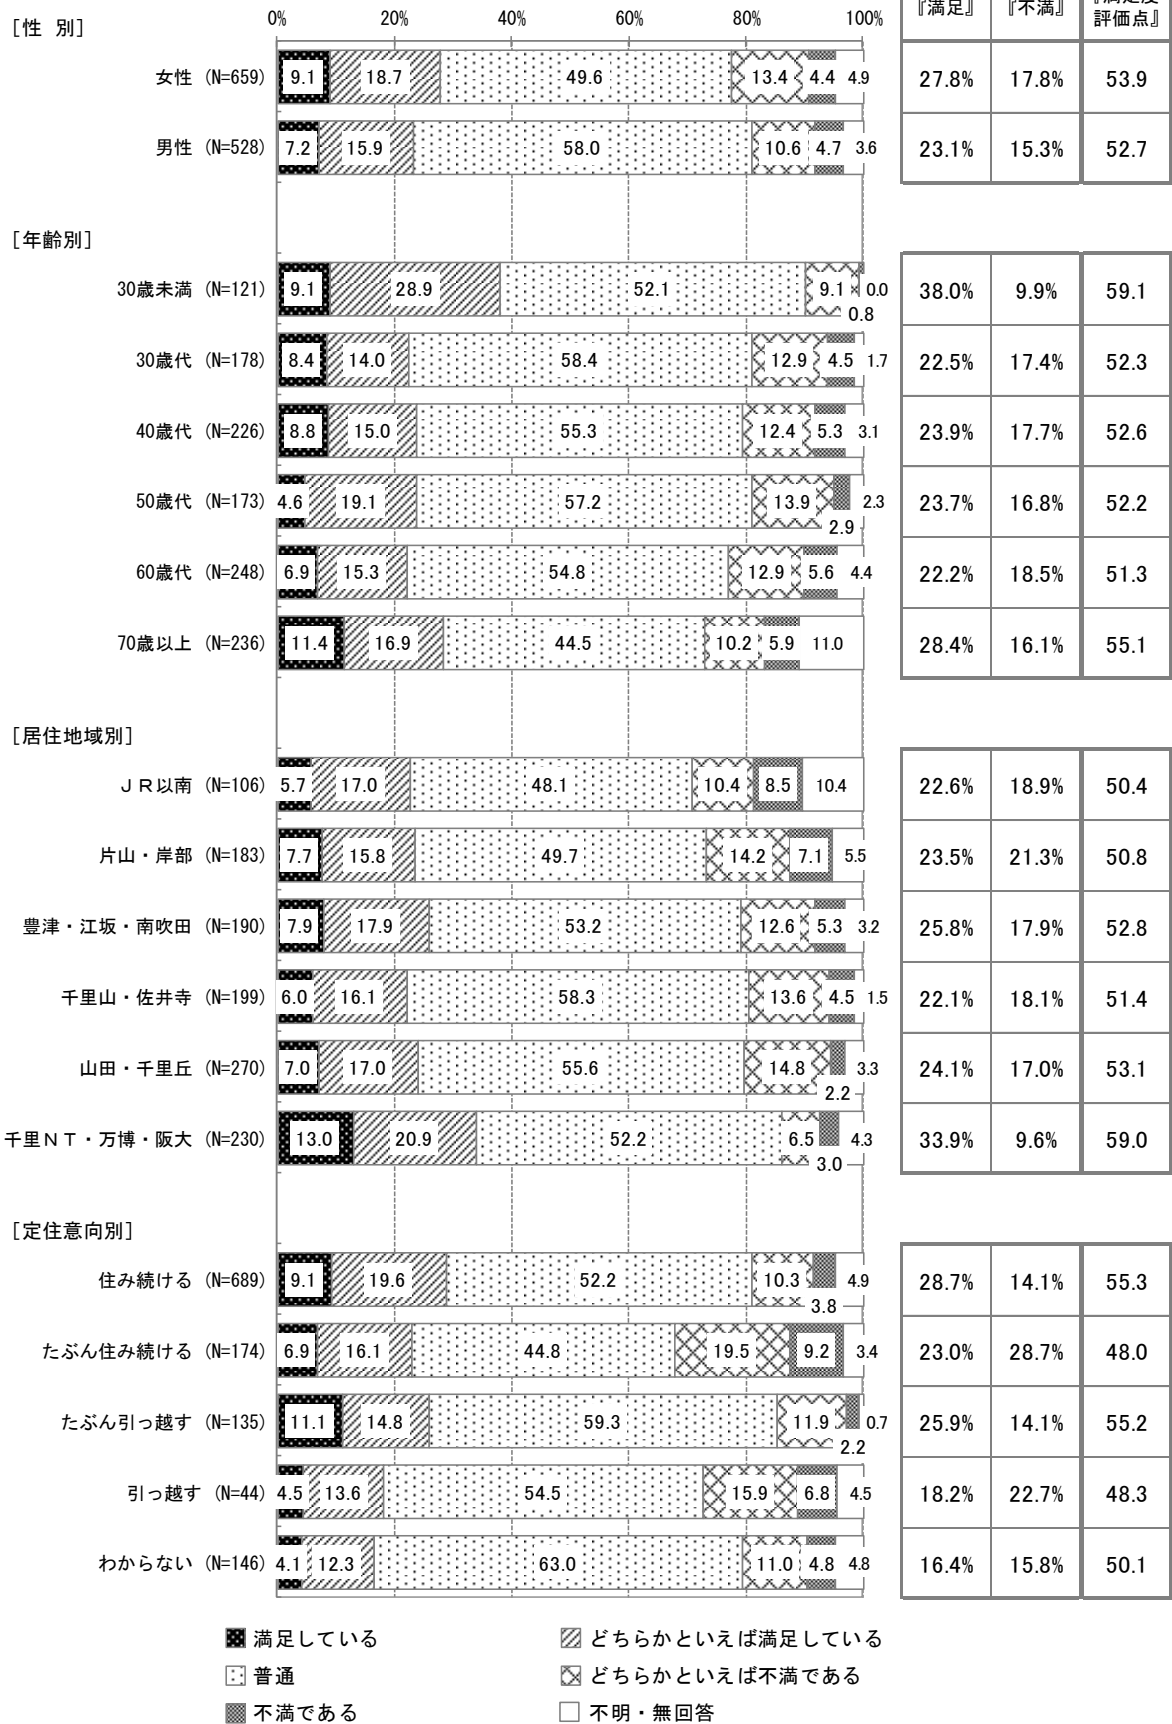 0% 20% 40% 60% 80% 100%
『満足』 『不満』
評価点』
［性 別］
女性 (N=659) 9.1 18.7 49.6 13.4 4.4 4.9 27.8% 17.8% 53.9
男性 (N=528) 7.2 15.9 58.0 10.6 4.7 3.6 23.1% 15.3% 52.7
［年齢別］
30歳未満 (N=121) 9.1 28.9 52.1 9.1 0.8 0.0 38.0% 9.9% 59.1
30歳代 (N=178) 8.4 14.0 58.4 12.9 4.5 1.7 22.5% 17.4% 52.3
40歳代 (N=226) 8.8 15.0 55.3 12.4 5.3 3.1 23.9% 17.7% 52.6
50歳代 (N=173) 4.6 19.1 57.2 13.9 2.9 2.3 23.7% 16.8% 52.2
60歳代 (N=248) 6.9 15.3 54.8 12.9 5.6 4.4 22.2% 18.5% 51.3
70歳以上 (N=236) 11.4 16.9 44.5 10.2 5.9 11.0 28.4% 16.1% 55.1
［居住地域別］
ＪＲ以南 (N=106) 5.7 17.0 48.1 10.4 8.5 10.4 22.6% 18.9% 50.4
片山・岸部 (N=183) 7.7 15.8 49.7 14.2 7.1 5.5 23.5% 21.3% 50.8
豊津・江坂・南吹田 (N=190) 7.9 17.9 53.2 12.6 5.3 3.2 25.8% 17.9% 52.8
千里山・佐井寺 (N=199) 6.0 16.1 58.3 13.6 4.5 1.5 22.1% 18.1% 51.4
山田・千里丘 (N=270) 7.0 17.0 55.6 14.8 2.2 3.3 24.1% 17.0% 53.1
千里ＮＴ・万博・阪大 (N=230) 13.0 20.9 52.2 6.5 3.0 4.3 33.9% 9.6% 59.0
［定住意向別］
住み続ける (N=689) 9.1 19.6 52.2 10.3 3.8 4.9 28.7% 14.1% 55.3
たぶん住み続ける (N=174) 6.9 16.1 44.8 19.5 9.2 3.4 23.0% 28.7% 48.0
たぶん引っ越す (N=135) 11.1 14.8 59.3 11.9 2.2 0.7 25.9% 14.1% 55.2
引っ越す (N=44) 4.5 13.6 54.5 15.9 6.8 4.5 18.2% 22.7% 48.3
わからない (N=146) 4.1 12.3 63.0 11.0 4.8 4.8 16.4% 15.8% 50.1
満足している どちらかといえば満足している
普通 どちらかといえば不満である
不満である 不明・無回答